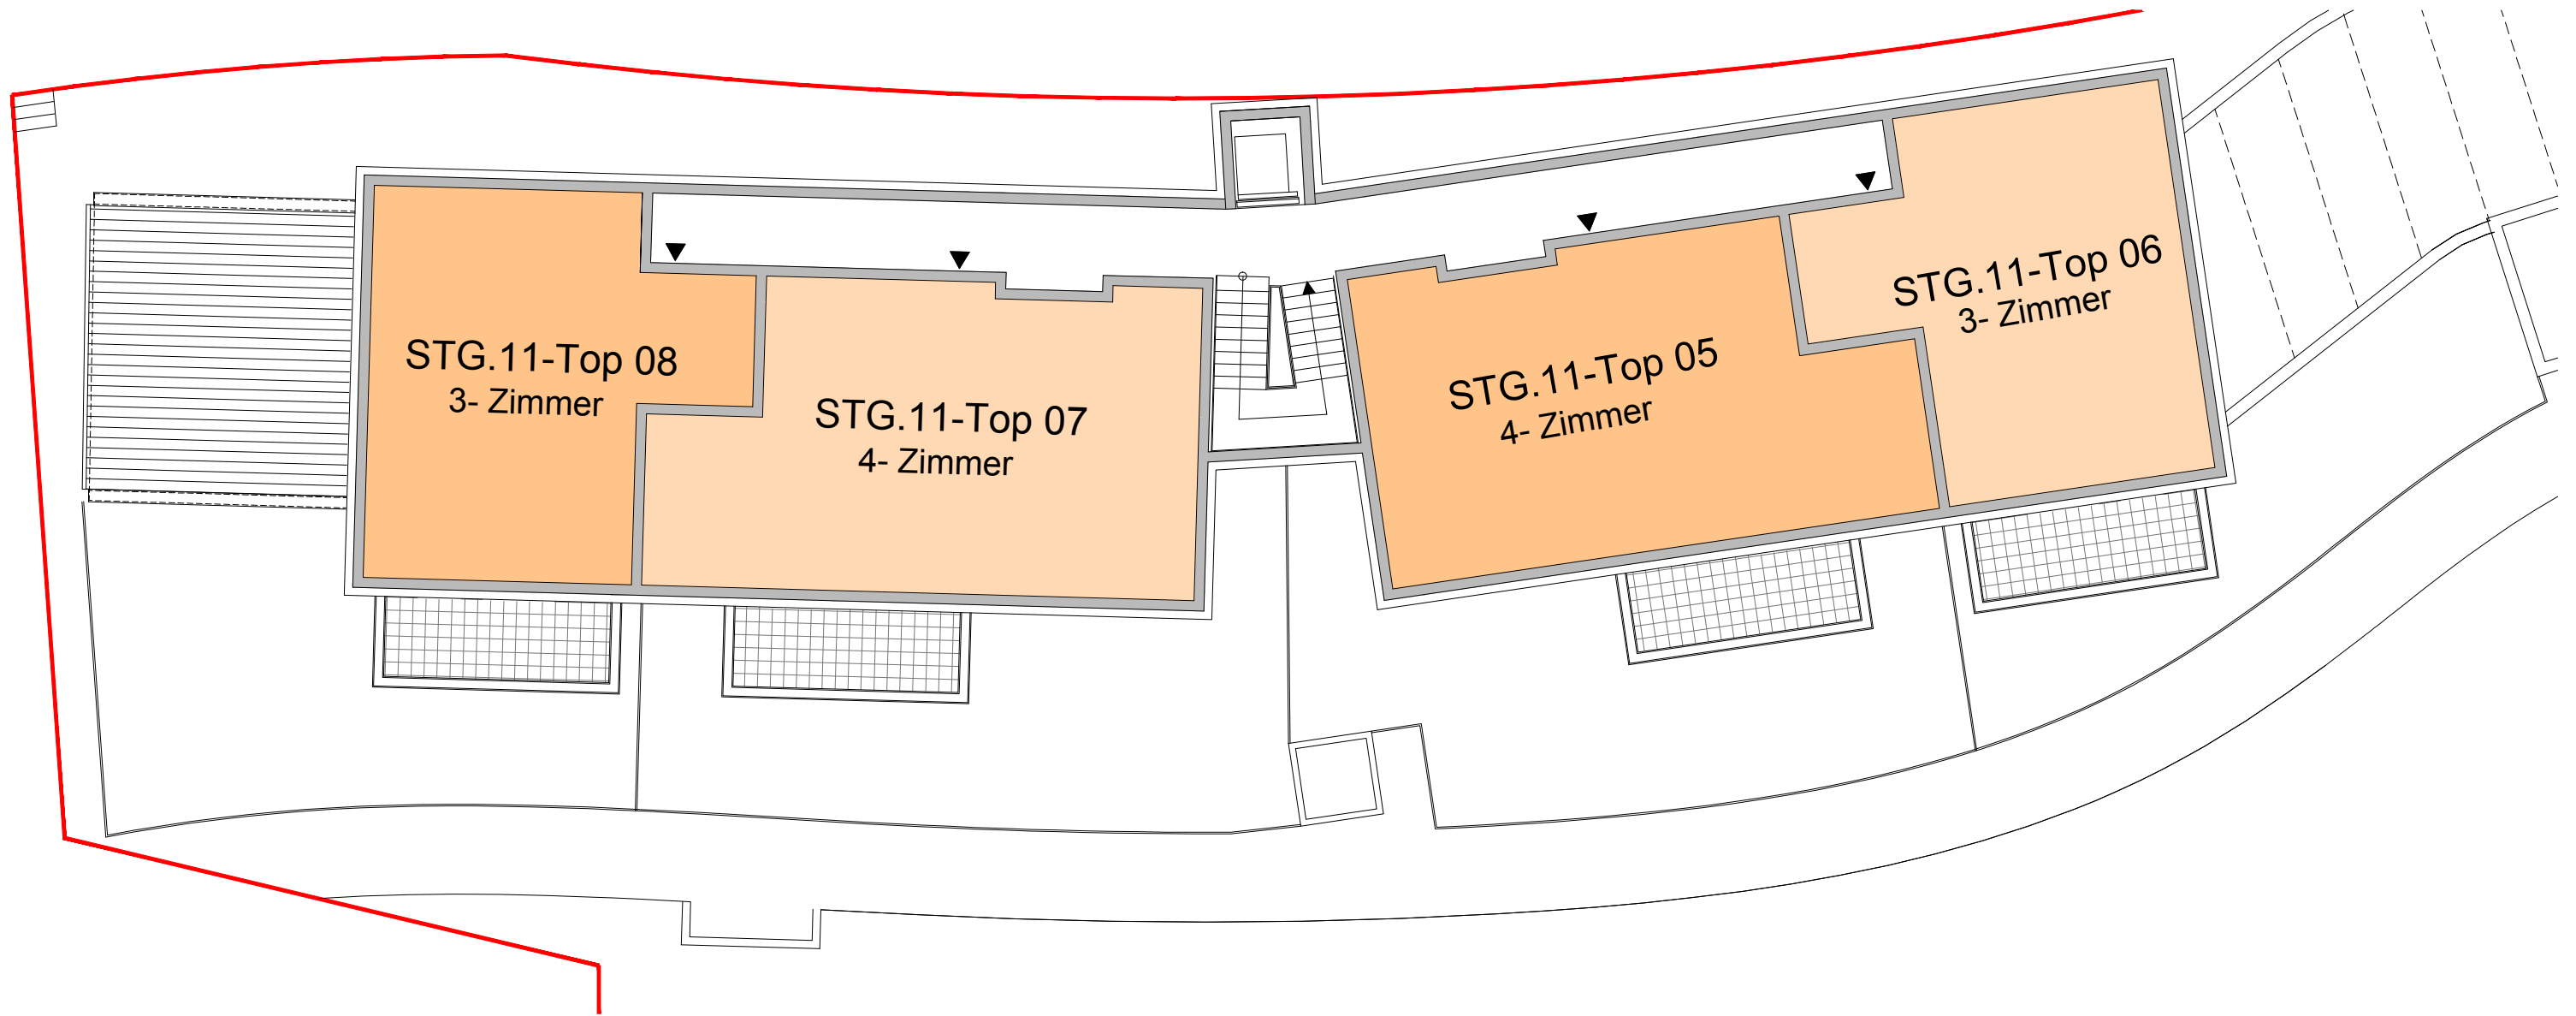 STG.11-Top 08
3- Zimmer
STG.11-Top 07
4- Zimmer
STG.11-Top 05
4- Zimmer
STG.11-Top 06
3- Zimmer